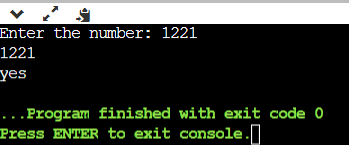 Enter the number: 1221
1221
yes
...Program finished with exit code 0
Press ENTER to exit console.